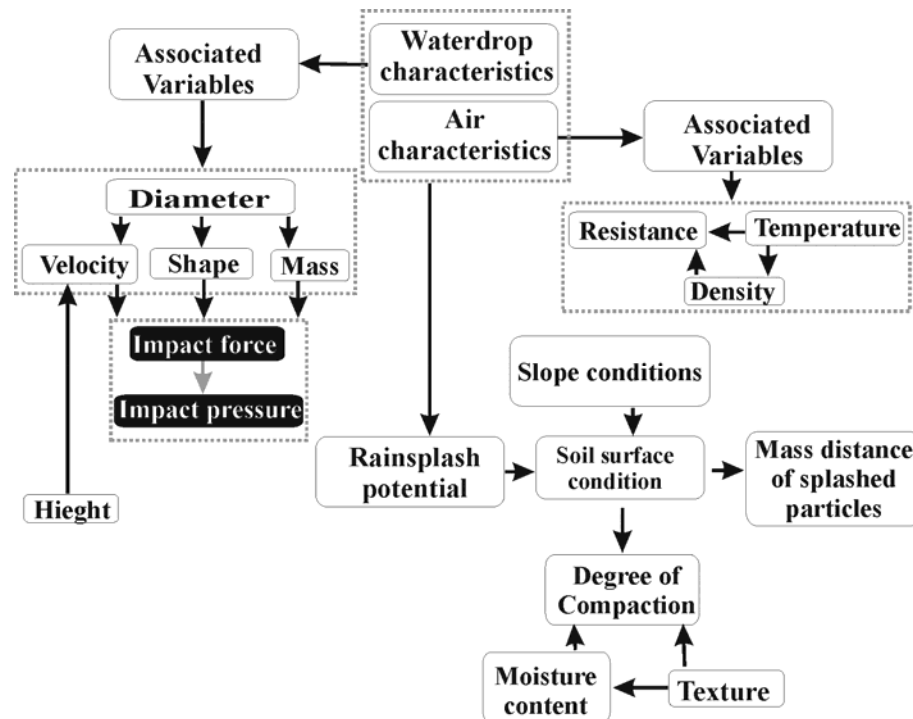 Associated
Variables
Waterdrop
characteristics
Air
characteristics
Associated
Variables
Diameter
Velocity
Shape
Mass
Resistance
Temperature
Density
Impact force
Impact pressure
Slope conditions
Rainsplash
potential
Soil surface
condition
Mass distance
of splashed
particles
Hieght
Degree of
Compaction
Moisture
content
Texture